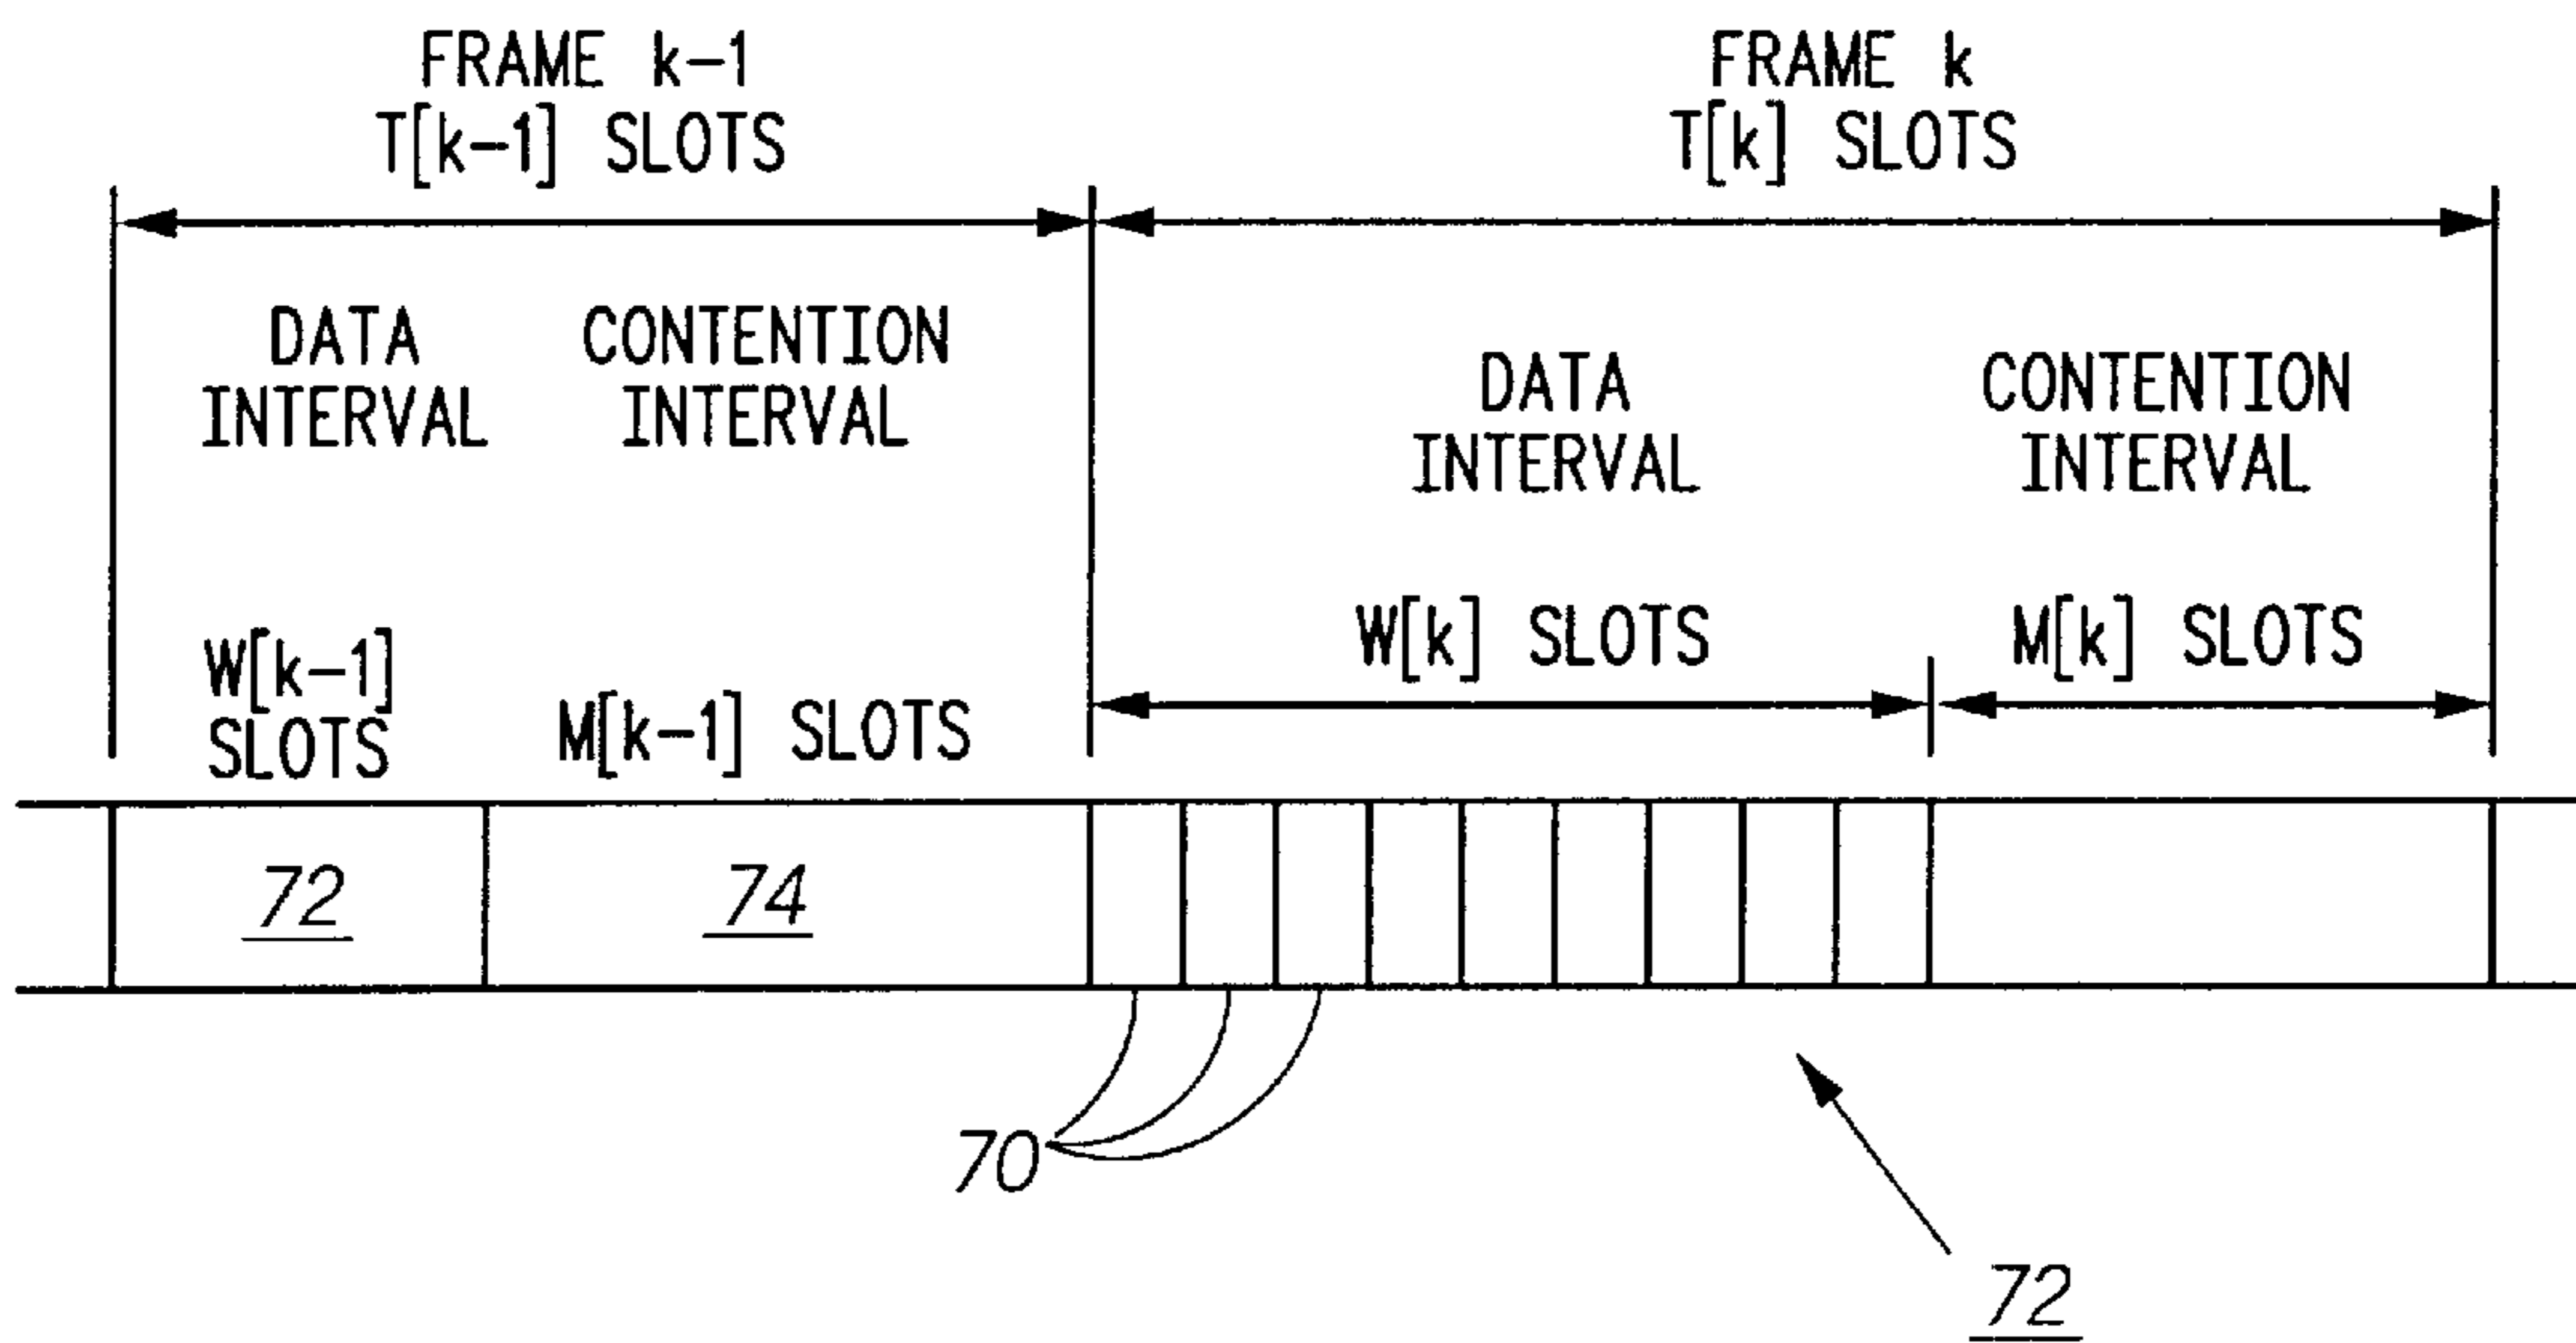 FRAME k-1
T[k-1] SLOTS
FRAME k
T[k] SLOTS
DATA
INTERVAL
CONTENTION
INTERVAL
DATA
INTERVAL
CONTENTION
INTERVAL
W[k-1]
SLOTS
M[k-1] SLOTS
W[k] SLOTS
M[k] SLOTS
72
74
70
72